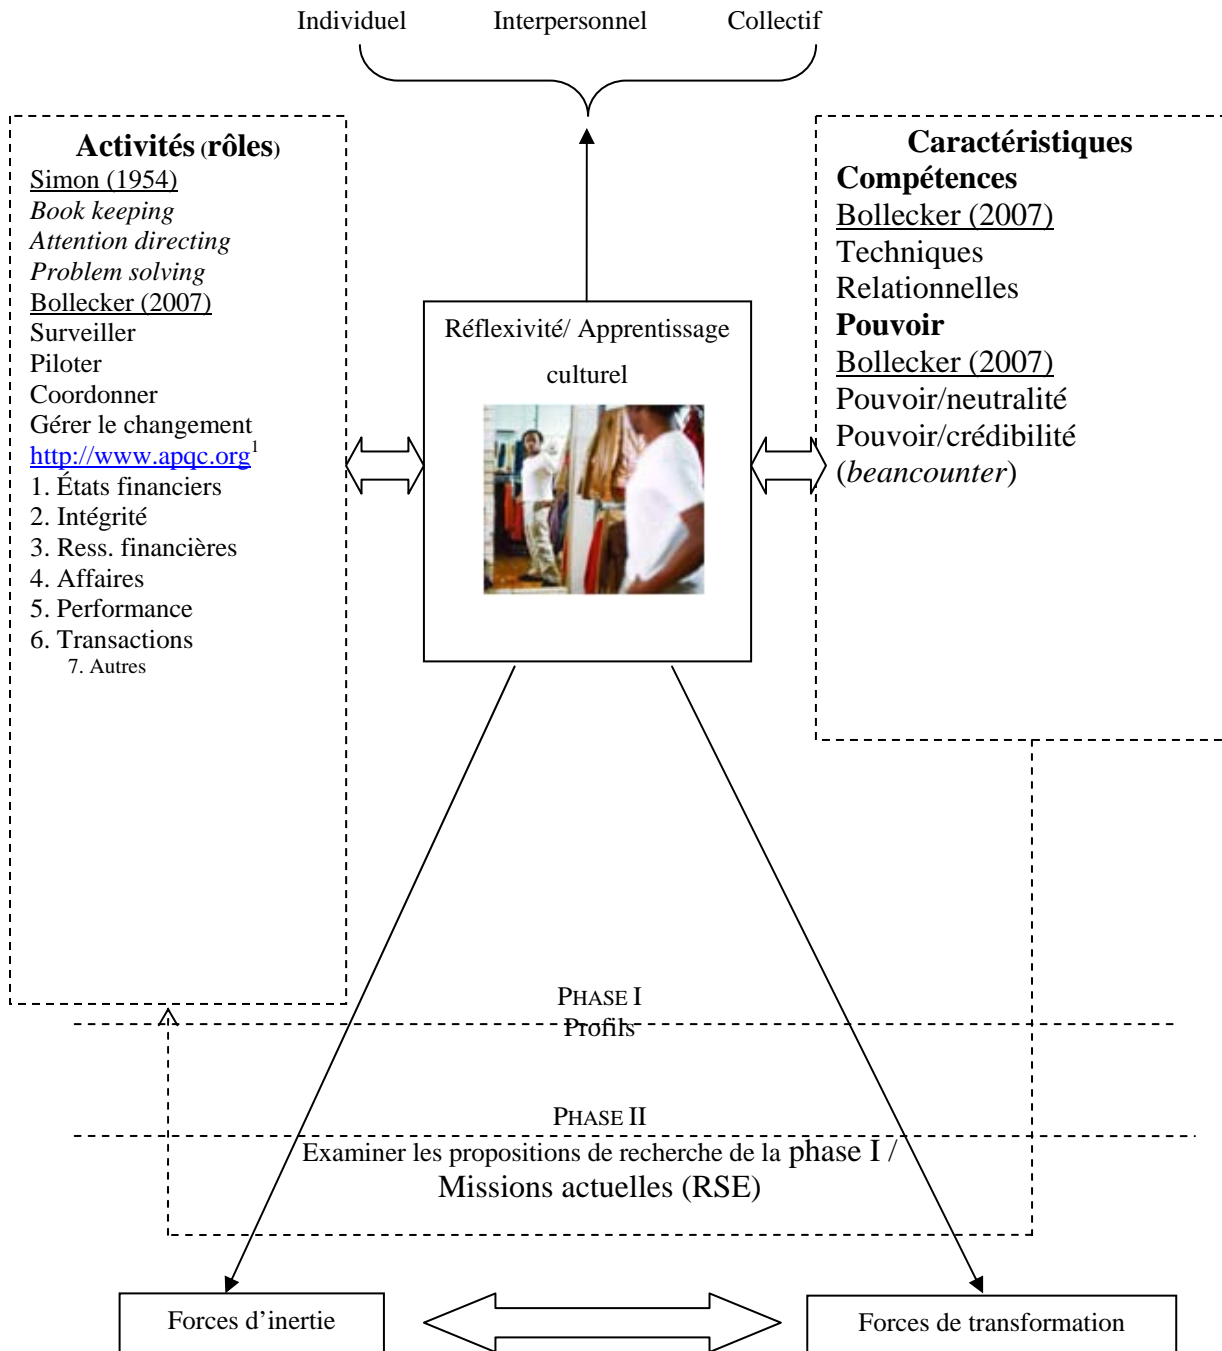 Individuel Interpersonnel Collectif
Activités (rôles)
Simon (1954)
Book keeping
Attention directing
Problem solving
Bollecker (2007)
Surveiller
Piloter
Coordonner
Gérer le changement
http://www.apqc.org1
1. États financiers
2. Intégrité
3. Ress. financières
4. Affaires
5. Performance
6. Transactions
7. Autres
Réflexivité/ Apprentissage
culturel
Caractéristiques
Compétences
Bollecker (2007)
Techniques
Relationnelles
Pouvoir
Bollecker (2007)
Pouvoir/neutralité
Pouvoir/crédibilité
(beancounter)
PHASE I
Profils
PHASE II
Examiner les propositions de recherche de la phase I /
Missions actuelles (RSE)
Forces d'inertie
Forces de transformation